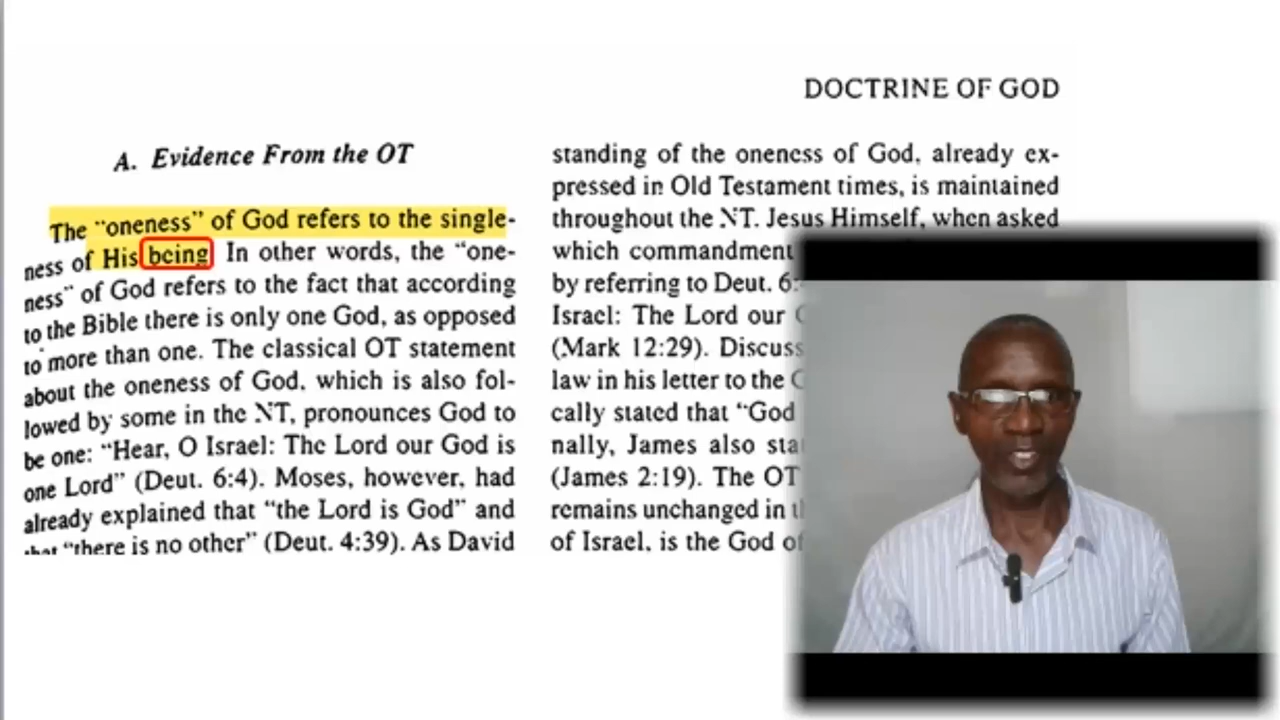 DOCTRINE OF GOD
A. Evidence From the OT
The "oneness" of God refers to the single-
ness of His being In other words, the "one-
ness" of God refers to the fact that according
to the Bible there is only one God, as opposed
to more than one. The classical OT statement
about the oneness of God, which is also fol-
lowed by some in the NT, pronounces God to
be one: "Hear, O Israel: The Lord our God is
one Lord" (Deut. 6:4). Moses, however, had
already explained that "the Lord is God" and
that "there is no other" (Deut. 4:39). As David
standing of the oneness of God, already ex-
pressed in Old Testament times, is maintained
throughout the NT. Jesus Himself, when asked
which commandment
by referring to Deut. 6:
Israel: The Lord our
(Mark 12:29). Discuss
law in his letter to the
cally stated that "God
nally, James also sta
(James 2:19). The OT
remains unchanged in
of Israel, is the God of